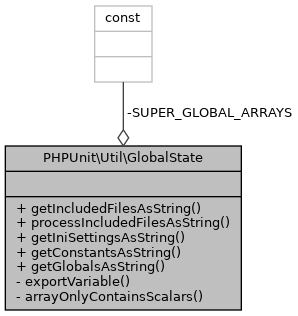 const
-SUPER_GLOBAL_ARRAYS
PHPUnit\Util\GlobalState
+ getIncludedFilesAsString()
+ processIncludedFilesAsString()
+ getIniSettingsAsString()
+ getConstantsAsString()
+ getGlobalsAsString()
- exportVariable()
- arrayOnlyContainsScalars()